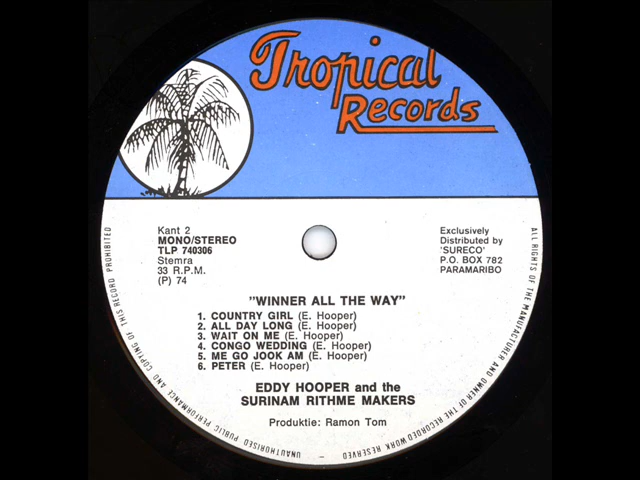 Tropical
Records
Kant 2
MONO/STEREO
TLP 740306
Stemra
33 R.P.M.
(P) 74
Exclusively
Distributed by
'SURECO'
P.O. BOX 782
PARAMARIBO
"WINNER ALL THE WAY"
1. COUNTRY GIRL (E. Hooper)
2. ALL DAY LONG (E. Hooper)
3. WAIT ON ME (E. Hooper)
4. CONGO WEDDING (E. Hooper)
5. ME GO JOOK AM (E. Hooper)
6. PETER (E. Hooper)
EDDY HOOPER and the
SURINAM RITHME MAKERS
Produktie: Ramon Tom
ALL RIGHTS OF THE MANUFACTURER AND OWNER OF THE RECORDED WORK RESERVED - UNAUTHORISED PUBLIC PERFORMANCE AND COPYING OF THIS RECORD PROHIBITED